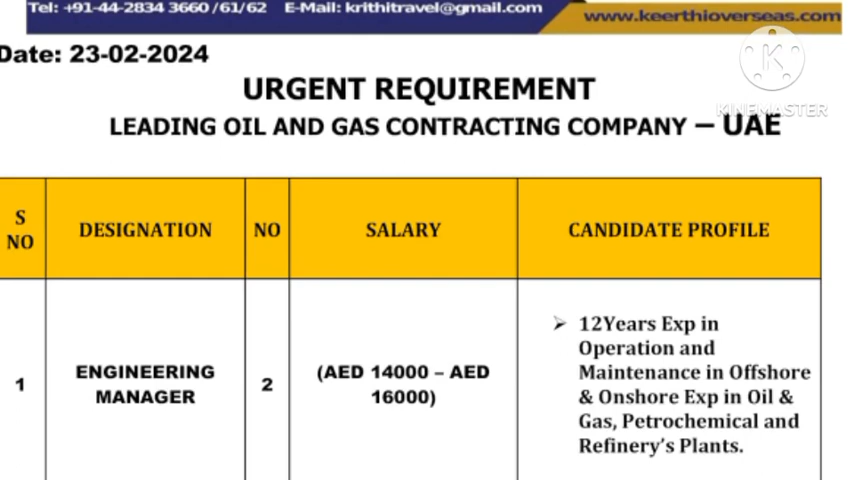 Tel: +91-44-2834 3660 /61/62 E-Mail: krithitravel@gmail.com
www.keerthioverseas.com
Date: 23-02-2024
K
KINEMASTER
URGENT REQUIREMENT
LEADING OIL AND GAS CONTRACTING COMPANY – UAE
S
NO
DESIGNATION
NO
SALARY
CANDIDATE PROFILE
1
ENGINEERING
MANAGER
2
(AED 14000 – AED
16000)
➢ 12Years Exp in
Operation and
Maintenance in Offshore
& Onshore Exp in Oil &
Gas, Petrochemical and
Refinery's Plants.